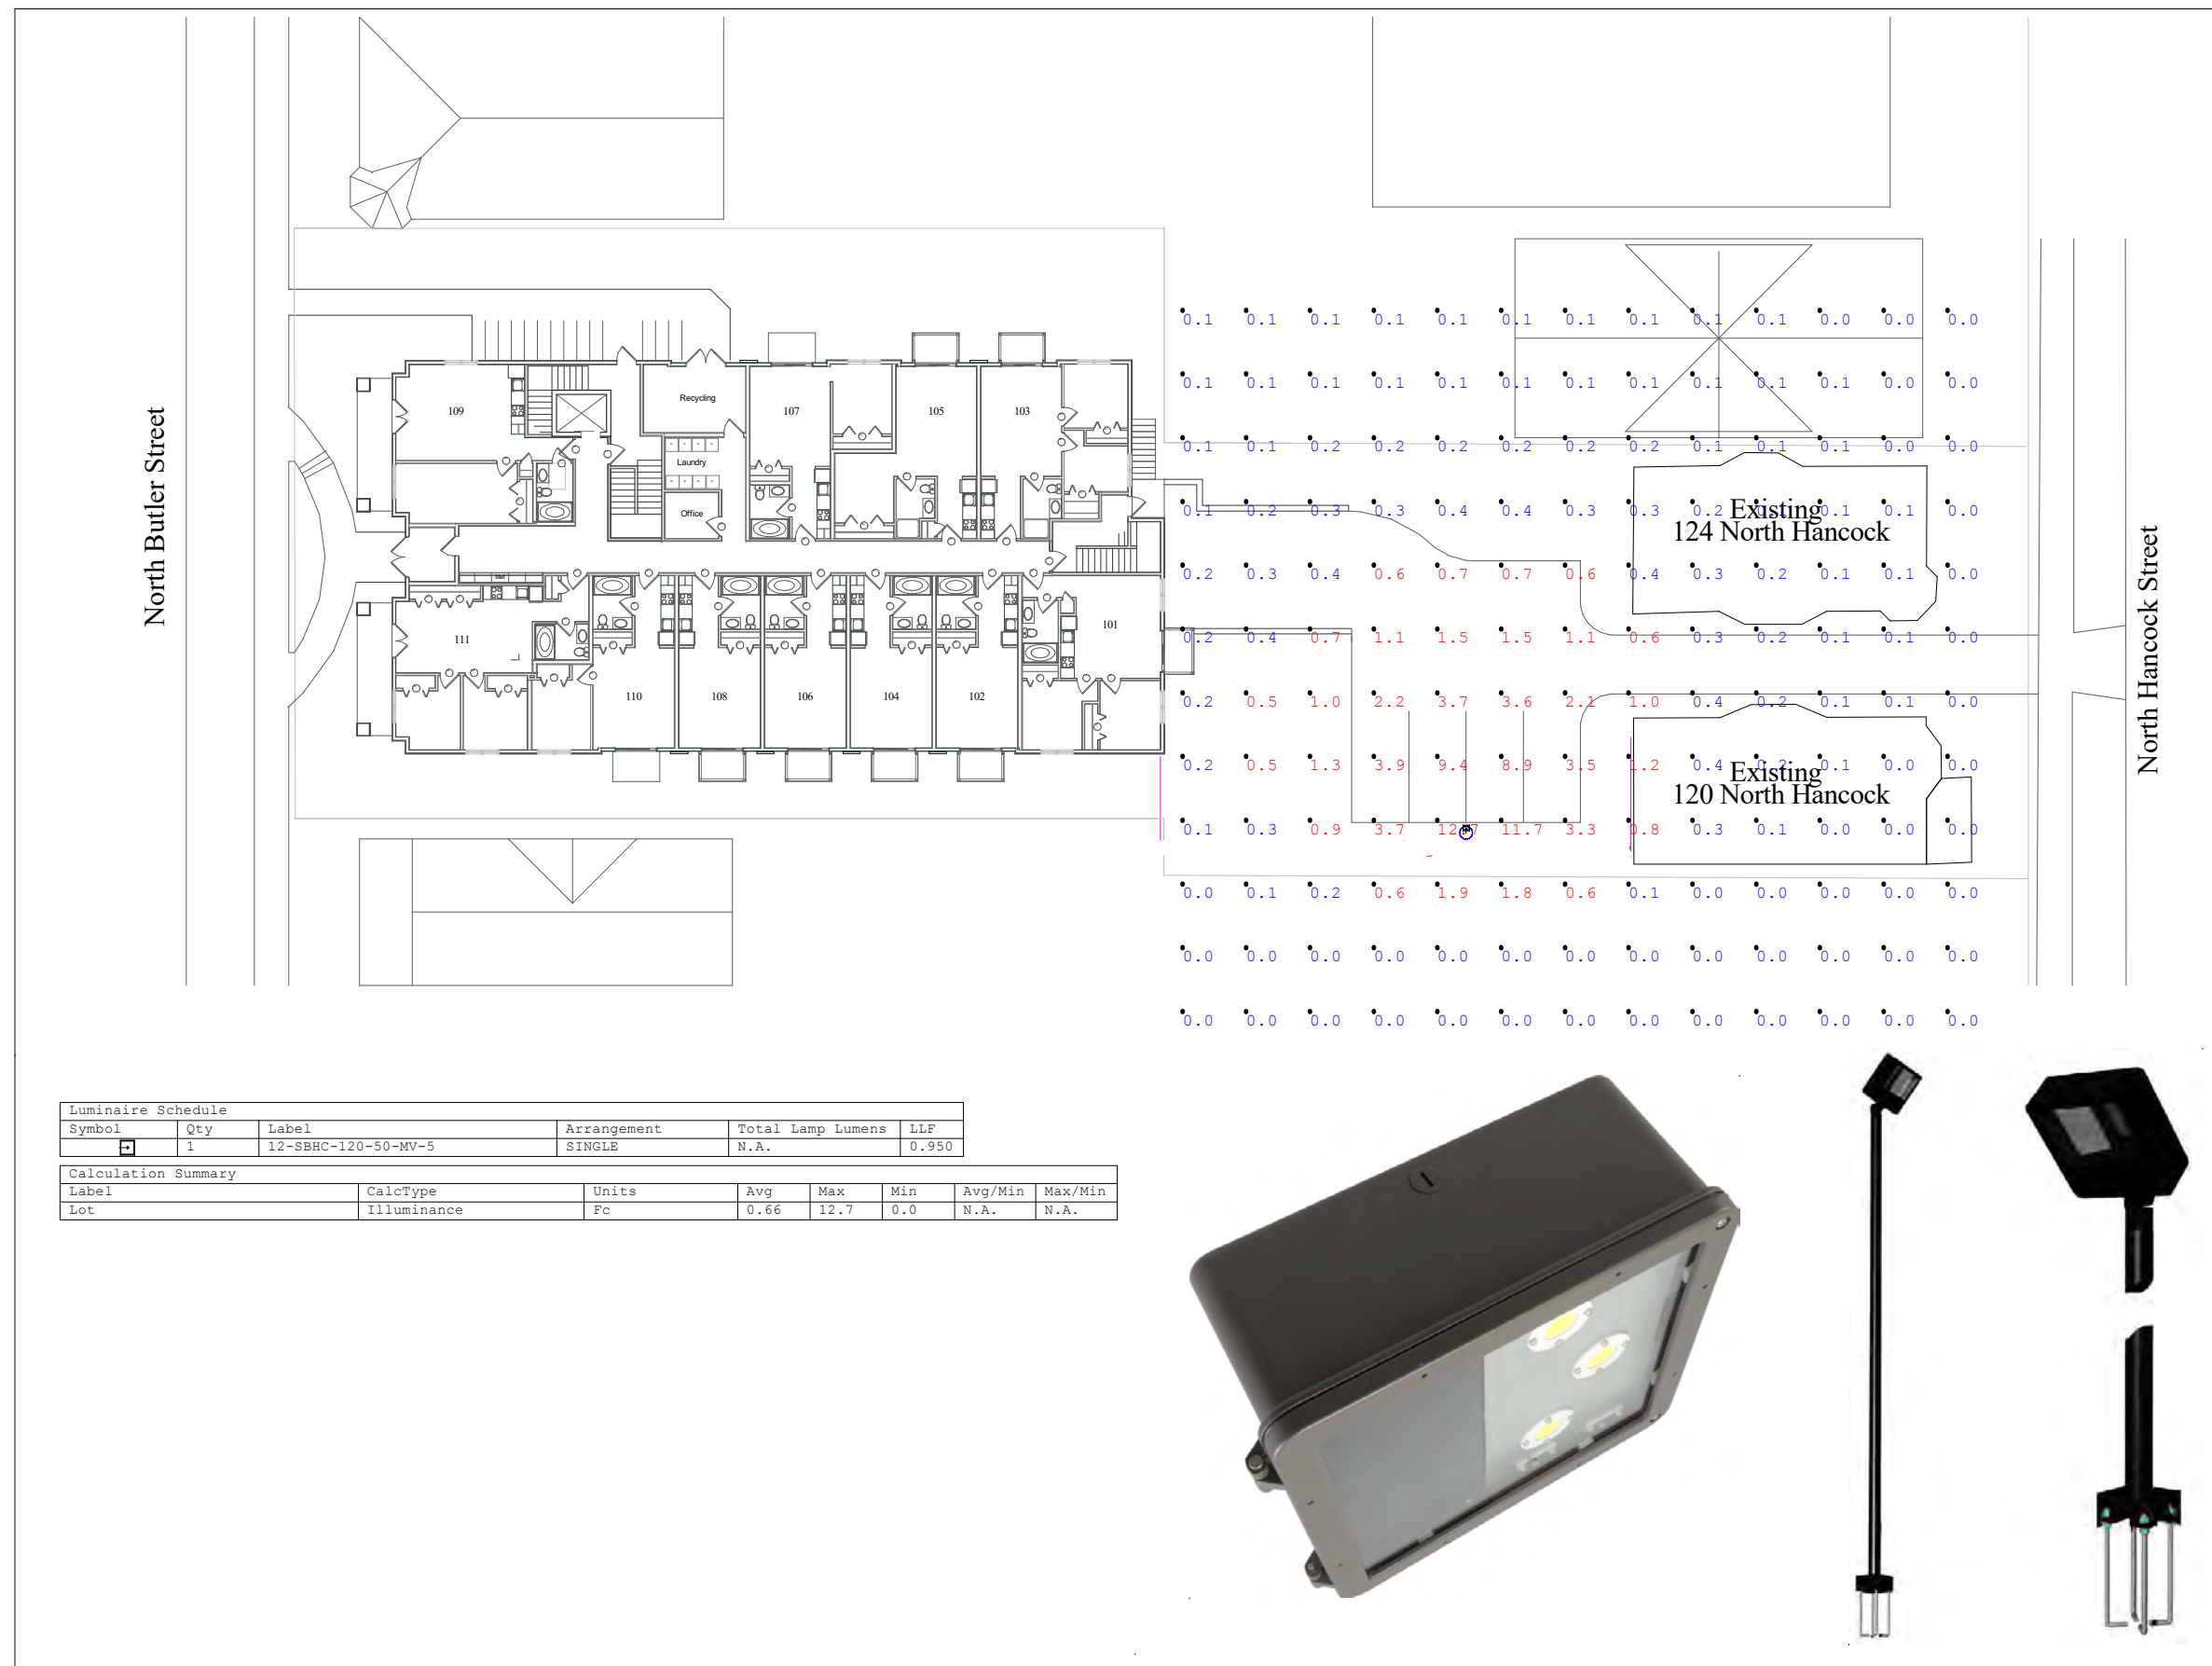 North Butler Street
North Hancock Street
109
Recycling
107
105
103
Laundry
Office
111
101
110
108
106
104
102
Existing
124 North Hancock
Existing
120 North Hancock
0.1 0.1 0.1 0.1 0.1 0.1 0.1 0.1 0.1 0.1 0.0 0.0 0.0
0.1 0.1 0.1 0.1 0.1 0.1 0.1 0.1 0.1 0.1 0.1 0.0 0.0
0.1 0.1 0.2 0.2 0.2 0.2 0.2 0.2 0.1 0.1 0.1 0.0 0.0
0.1 0.2 0.3 0.3 0.4 0.4 0.3 0.3 0.2 0.1 0.1 0.1 0.0
0.2 0.3 0.4 0.6 0.7 0.7 0.6 0.4 0.3 0.2 0.1 0.1 0.0
0.2 0.4 0.7 1.1 1.5 1.5 1.1 0.6 0.3 0.2 0.1 0.1 0.0
0.2 0.5 1.0 2.2 3.7 3.6 2.1 1.0 0.4 0.2 0.1 0.1 0.0
0.2 0.5 1.3 3.9 9.4 8.9 3.5 1.2 0.4 0.2 0.1 0.0 0.0
0.1 0.3 0.9 3.7 12.7 11.7 3.3 0.8 0.3 0.1 0.0 0.0 0.0
0.0 0.1 0.2 0.6 1.9 1.8 0.6 0.1 0.0 0.0 0.0 0.0 0.0
0.0 0.0 0.0 0.0 0.0 0.0 0.0 0.0 0.0 0.0 0.0 0.0 0.0
0.0 0.0 0.0 0.0 0.0 0.0 0.0 0.0 0.0 0.0 0.0 0.0 0.0
Luminaire Schedule
Symbol Qty Label Arrangement Total Lamp Lumens LLF
1 12-SBHC-120-50-MV-5 SINGLE N.A. 0.950
Calculation Summary
Label CalcType Units Avg Max Min Avg/Min Max/Min
Lot Illuminance Fc 0.66 12.7 0.0 N.A. N.A.